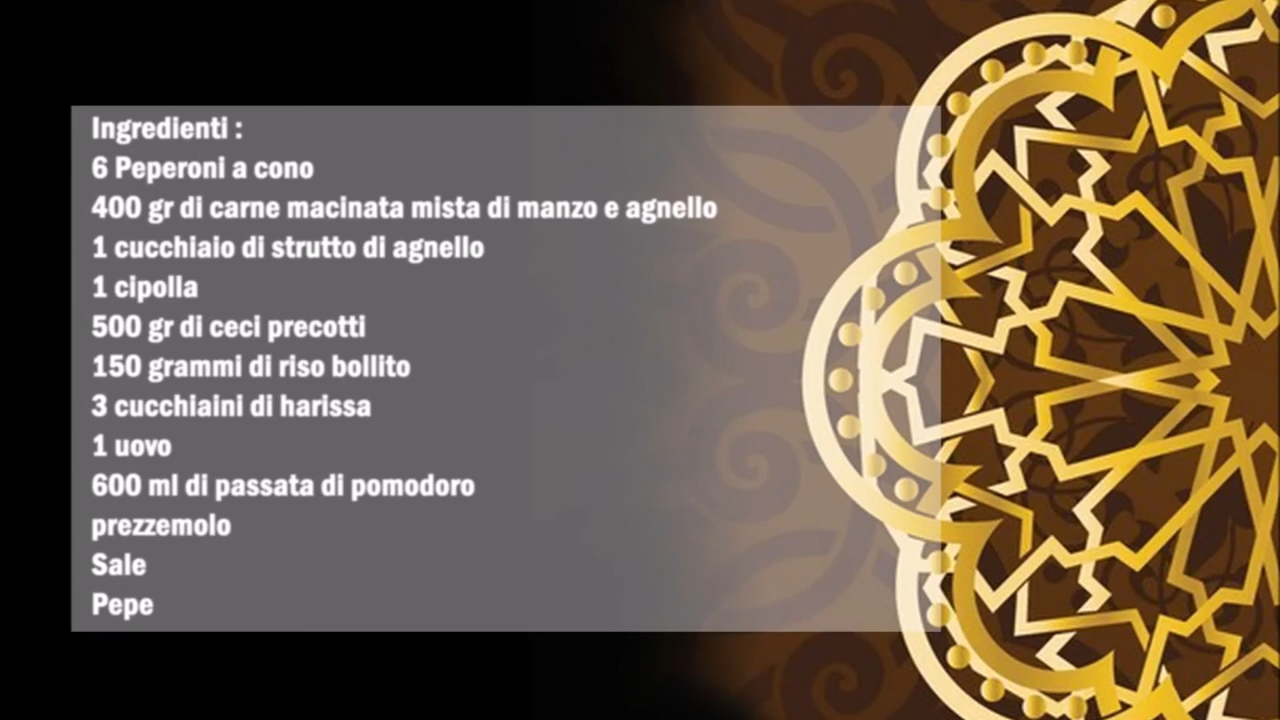 Ingredienti :
6 Peperoni a cono
400 gr di carne macinata mista di manzo e agnello
1 cucchiaio di strutto di agnello
1 cipolla
500 gr di ceci precotti
150 grammi di riso bollito
3 cucchiaini di harissa
1 uovo
600 ml di passata di pomodoro
prezzemolo
Sale
Pepe